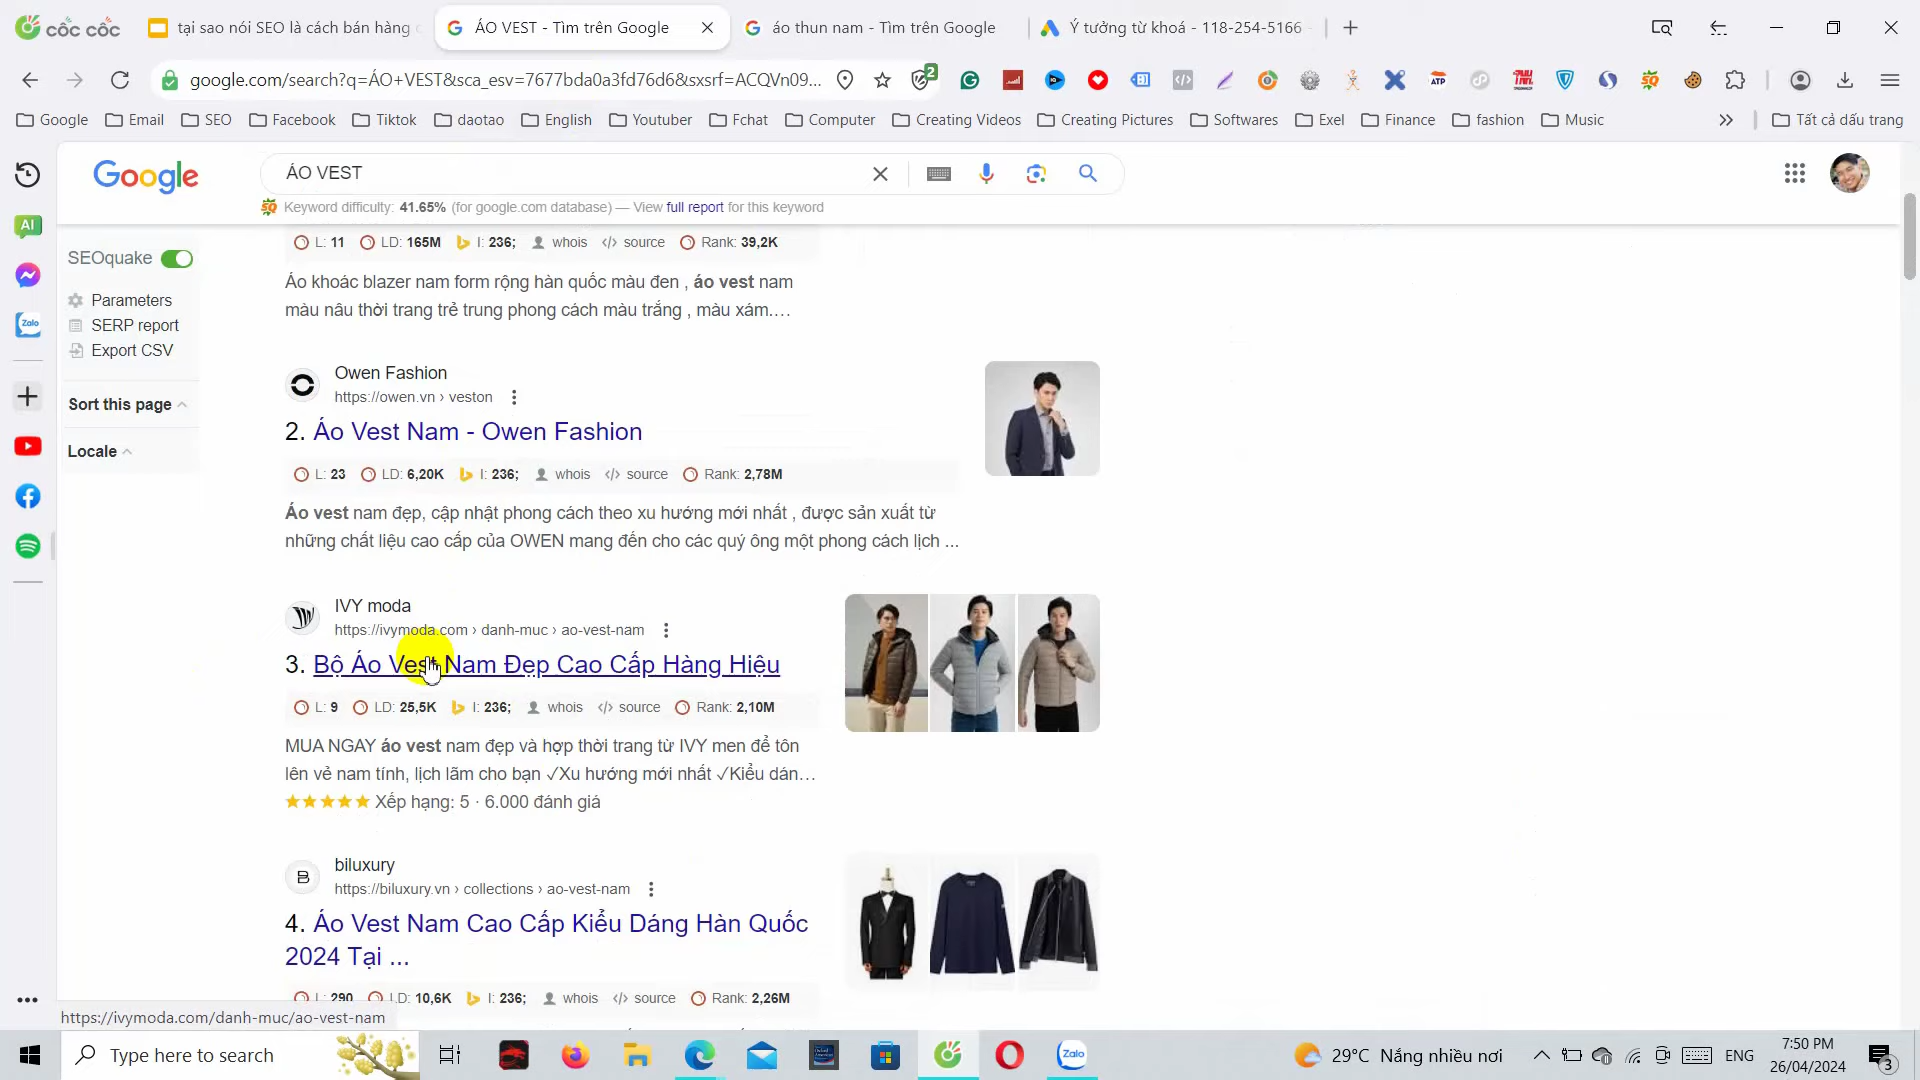 cốc cốc
tại sao nói SEO là cách bán hàng
ÁO VEST - Tìm trên Google
áo thun nam - Tìm trên Google
Ý tưởng từ khoá - 118-254-5166
google.com/search?q=ÁO+VEST&sca_esv=7677bda0a3fd76d6&sxsrf=ACQVn09...
2
Google
Email
SEO
Facebook
Tiktok
daotao
English
Youtuber
Fchat
Computer
Creating Videos
Creating Pictures
Softwares
Exel
Finance
fashion
Music
Tất cả dấu trang
AI
Zalo
Google
ÁO VEST
Keyword difficulty: 41.65% (for google.com database) — View full report for this keyword
SEOquake
Parameters
SERP report
Export CSV
Sort this page
Locale
L: 11 LD: 165M I: 236; whois source Rank: 39,2K
Áo khoác blazer nam form rộng hàn quốc màu đen , áo vest nam
màu nâu thời trang trẻ trung phong cách màu trắng , màu xám....
Owen Fashion
https://owen.vn › veston
2. Áo Vest Nam - Owen Fashion
L: 23 LD: 6,20K I: 236; whois source Rank: 2,78M
Áo vest nam đẹp, cập nhật phong cách theo xu hướng mới nhất , được sản xuất từ
những chất liệu cao cấp của OWEN mang đến cho các quý ông một phong cách lịch ...
IVY moda
https://ivymoda.com › danh-muc › ao-vest-nam
3. Bộ Áo Vest Nam Đẹp Cao Cấp Hàng Hiệu
L: 9 LD: 25,5K I: 236; whois source Rank: 2,10M
MUA NGAY áo vest nam đẹp và hợp thời trang từ IVY men để tôn
lên vẻ nam tính, lịch lãm cho bạn ✓Xu hướng mới nhất ✓Kiểu dán...
Xếp hạng: 5 · 6.000 đánh giá
biluxury
https://biluxury.vn › collections › ao-vest-nam
4. Áo Vest Nam Cao Cấp Kiểu Dáng Hàn Quốc
2024 Tại ...
L: 290 LD: 10,6K I: 236; whois source Rank: 2,26M
https://ivymoda.com/danh-muc/ao-vest-nam
Type here to search
Zalo
29°C Nắng nhiều nơi
ENG
7:50 PM
26/04/2024
3